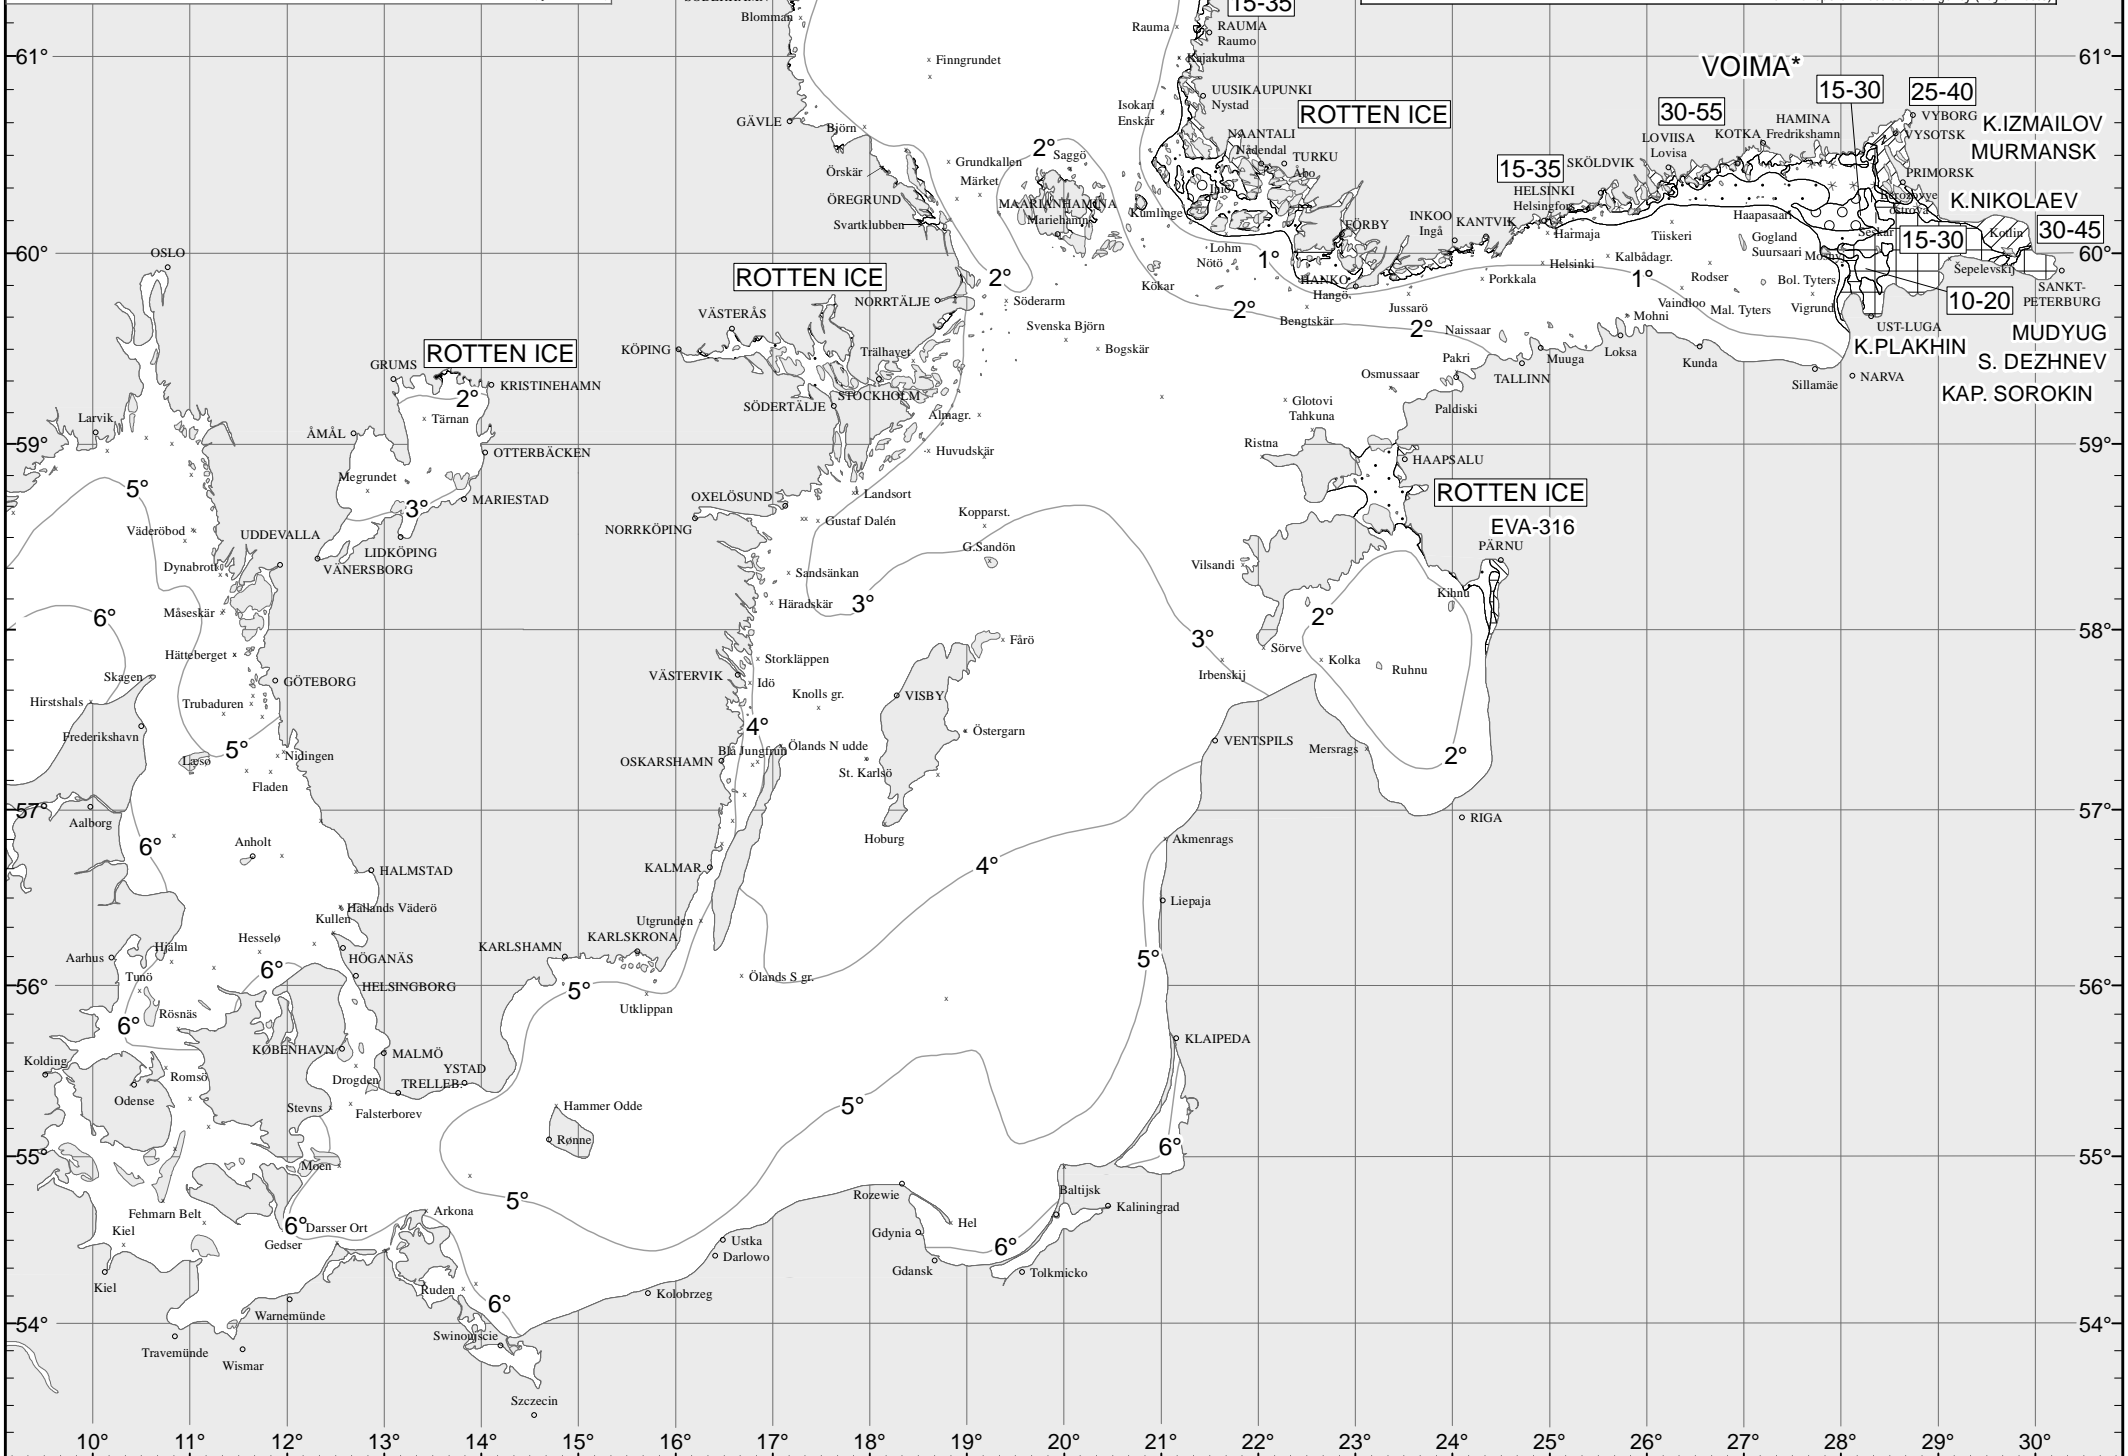 Blomman
15-35
Rauma
RAUMA
Raumo
61°
61°
Finngrundet
Kajakulma
VOIMA*
15-30
25-40
UUSIKAUPUNKI
Nystad
ROTTEN ICE
30-55
Isokari
Enskär
GÄVLE
Björn
HAMINA
Fredrikshamn
VYBORG
K.IZMAILOV
KOTKA
VYSOTSK
NAANTALI
Nådendal
LOVIISA
Lovisa
MURMANSK
2°
Saggö
Grundkallen
TURKU
Åbo
15-35
SKÖLDVIK
Örskär
Märket
Iniö
HELSINKI
Helsingfors
PRIMORSK
Berezovye
ostrova
ÖREGRUND
MAARIANHAMINA
Mariehamn
Kumlinge
K.NIKOLAEV
Svartklubben
FÖRBY
INKOO
Ingå
KANTVIK
Haapasaari
Harmaja
Tiiskeri
Gogland
Suursaari
Seskar
15-30
Kotlin
30-45
60°
60°
OSLO
Lohm
Nötö
1°
Helsinki
Kalbådagr.
Mosnyi
Sepelevskij
ROTTEN ICE
2°
Kökar
HANKO
Hangö
Porkkala
1°
Rodser
Bol. Tyters
SANKT-
PETERBURG
NORRTÄLJE
Söderarm
2°
Jussarö
Vaindloo
Mal. Tyters
Vigrund
10-20
VÄSTERÅS
Svenska Björn
Bengtskär
2°
Naissaar
Mohni
UST-LUGA
MUDYUG
KÖPING
Trälhavet
Bogskär
Pakri
Muuga
Loksa
Kunda
K.PLAKHIN
ROTTEN ICE
S. DEZHNEV
GRUMS
KRISTINEHAMN
Osmussaar
TALLINN
Sillamäe
NARVA
2°
STOCKHOLM
KAP. SOROKIN
SÖDERTÄLJE
Glotovi
Tahkuna
Paldiski
Larvik
Tärnan
Almagr.
ÅMÅL
59°
59°
Ristna
OTTERBÄCKEN
Huvudskär
HAAPSALU
Megrundet
5°
MARIESTAD
OXELÖSUND
Landsort
ROTTEN ICE
3°
Kopparst.
Gustaf Dalén
NORRKÖPING
EVA-316
Väderöbod
UDDEVALLA
LIDKÖPING
G.Sandön
PÄRNU
Dynabrott
VÄNERSBORG
Vilsandi
Sandsänkan
Kihnu
Måseskär
Häradskär
3°
6°
2°
58°
Hätteberget
Fårö
3°
Sörve
Storkläppen
Kolka
Ruhnu
Skagen
GÖTEBORG
VÄSTERVIK
Idö
Irbenskij
Hirtshals
Trubaduren
Knolls gr.
VISBY
Frederikshavn
4°
Östergarn
VENTSPILS
Mersrags
5°
Læsø
Nidingen
Blå Jungfrun
Ölands N udde
2°
OSKARSHAMN
St. Karlsö
Fladen
57°
57°
Aalborg
RIGA
Anholt
6°
Hoburg
Akmenrags
HALMSTAD
KALMAR
4°
Hallands Väderö
Kullen
Utgrunden
Liepaja
Hjälm
Hesselø
KARLSHAMN
KARLSKRONA
Aarhus
6°
HÖGANÄS
5°
Tunö
HELSINGBORG
Ölands S gr.
56°
56°
5°
Rösnäs
Utklippan
6°
KØBENHAVN
MALMÖ
KLAIPEDA
Kolding
YSTAD
Romsö
Drogden
TRELLEB.
Odense
Stevns
Falsterborev
Hammer Odde
5°
Rønne
6°
55°
55°
Moen
Rozewie
Baltijsk
5°
Kaliningrad
Fehmarn Belt
Arkona
6°
Darsser Ort
Hel
Kiel
Gedser
Gdynia
6°
Ustka
Darlowo
Gdansk
Tolkmicko
Kiel
Ruden
Kolobrzeg
6°
Warnemünde
54°
54°
Swinoujscie
Travemünde
Wismar
Szczecin
10° 11° 12° 13° 14° 15° 16° 17° 18° 19° 20° 21° 22° 23° 24° 25° 26° 27° 28° 29° 30°